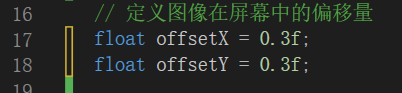 16 // 定义图像在屏幕中的偏移量
17 float offsetX = 0.3f;
18 float offsetY = 0.3f;
19